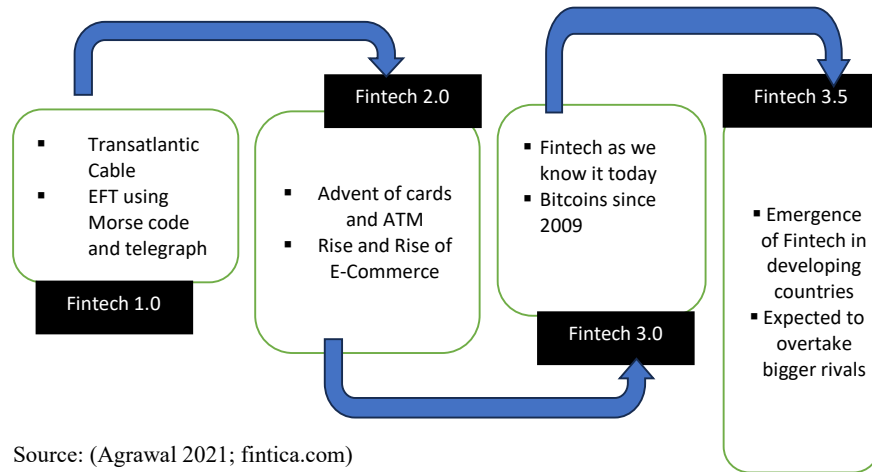 ▪ Transatlantic
Cable
▪ EFT using
Morse code
and telegraph
Fintech 1.0
Fintech 2.0
▪ Advent of cards
and ATM
▪ Rise and Rise of
E-Commerce
▪ Fintech as we
know it today
▪ Bitcoins since
2009
Fintech 3.0
Fintech 3.5
▪ Emergence
of Fintech in
developing
countries
▪ Expected to
overtake
bigger rivals
Source: (Agrawal 2021; fintica.com)